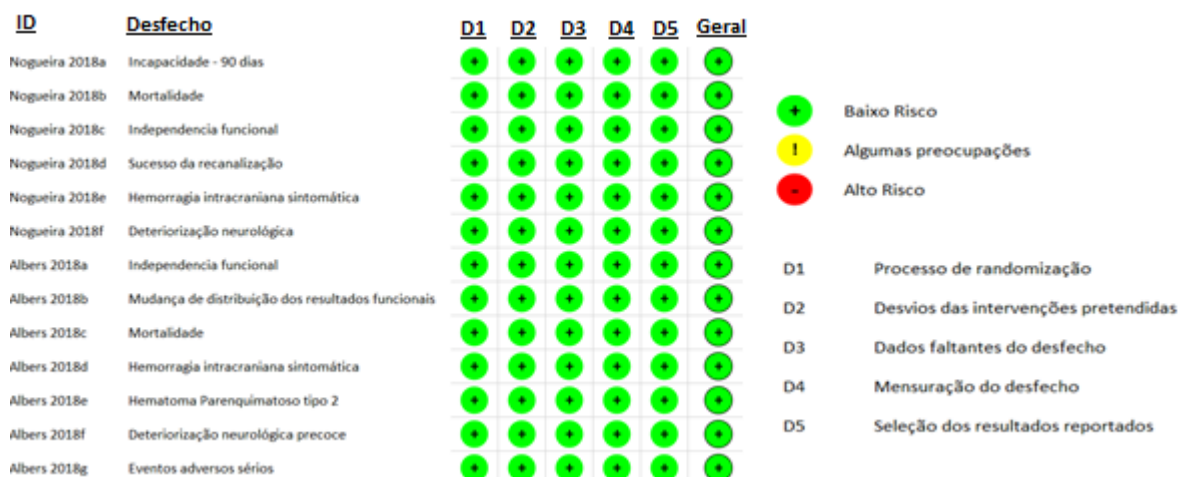 ID Desfecho D1 D2 D3 D4 D5 Geral
Nogueira 2018a Incapacidade - 90 dias + + + + + +
Nogueira 2018b Mortalidade + + + + + +
Nogueira 2018c Independencia funcional + + + + + +
Nogueira 2018d Sucesso da recanalização + + + + + +
Nogueira 2018e Hemorragia intracraniana sintomática + + + + + +
Nogueira 2018f Deteriorização neurológica + + + + + +
Albers 2018a Independencia funcional + + + + + +
Albers 2018b Mudança de distribuição dos resultados funcionais + + + + + +
Albers 2018c Mortalidade + + + + + +
Albers 2018d Hemorragia intracraniana sintomática + + + + + +
Albers 2018e Hematoma Parenquimatoso tipo 2 + + + + + +
Albers 2018f Deteriorização neurológica precoce + + + + + +
Albers 2018g Eventos adversos sérios + + + + + +
+ Baixo Risco
! Algumas preocupações
- Alto Risco
D1 Processo de randomização
D2 Desvios das intervenções pretendidas
D3 Dados faltantes do desfecho
D4 Mensuração do desfecho
D5 Seleção dos resultados reportados